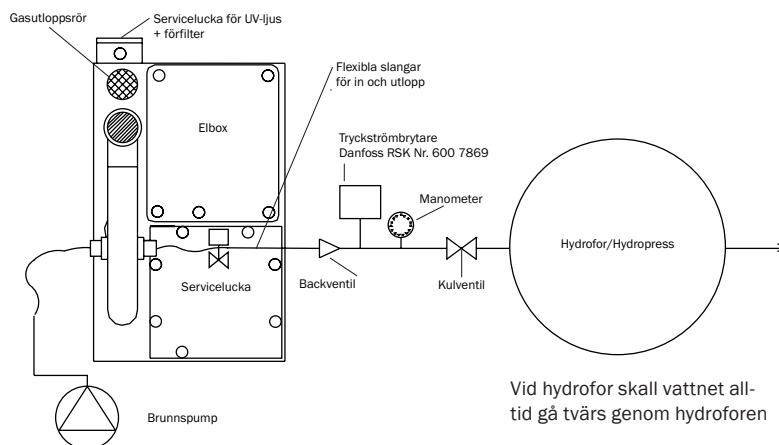 Gasutloppsrör
Servicelucka för UV-ljus
+ förfilter
Flexibla slangar
för in och utlopp
Elbox
Tryckströmbrytare
Danfoss RSK Nr. 600 7869
Manometer
Hydrofor/Hydropress
Servicelucka
Backventil
Kulventil
Brunnspump
Vid hydrofor skall vattnet all-
tid gå tvärs genom hydroforen